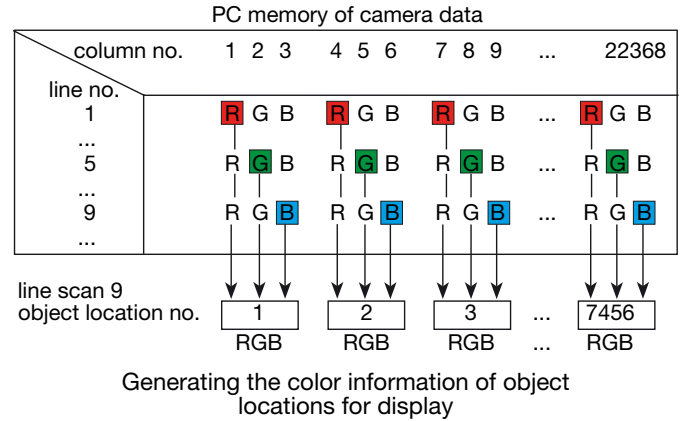 PC memory of camera data
column no. 1 2 3 4 5 6 7 8 9 ... 22368
line no.
1 R G B R G B R G B ... R G B
...
5 R G B R G B R G B ... R G B
...
9 R G B R G B R G B ... R G B
...
line scan 9
object location no. 1 2 3 ... 7456
RGB RGB RGB ... RGB
Generating the color information of object
locations for display